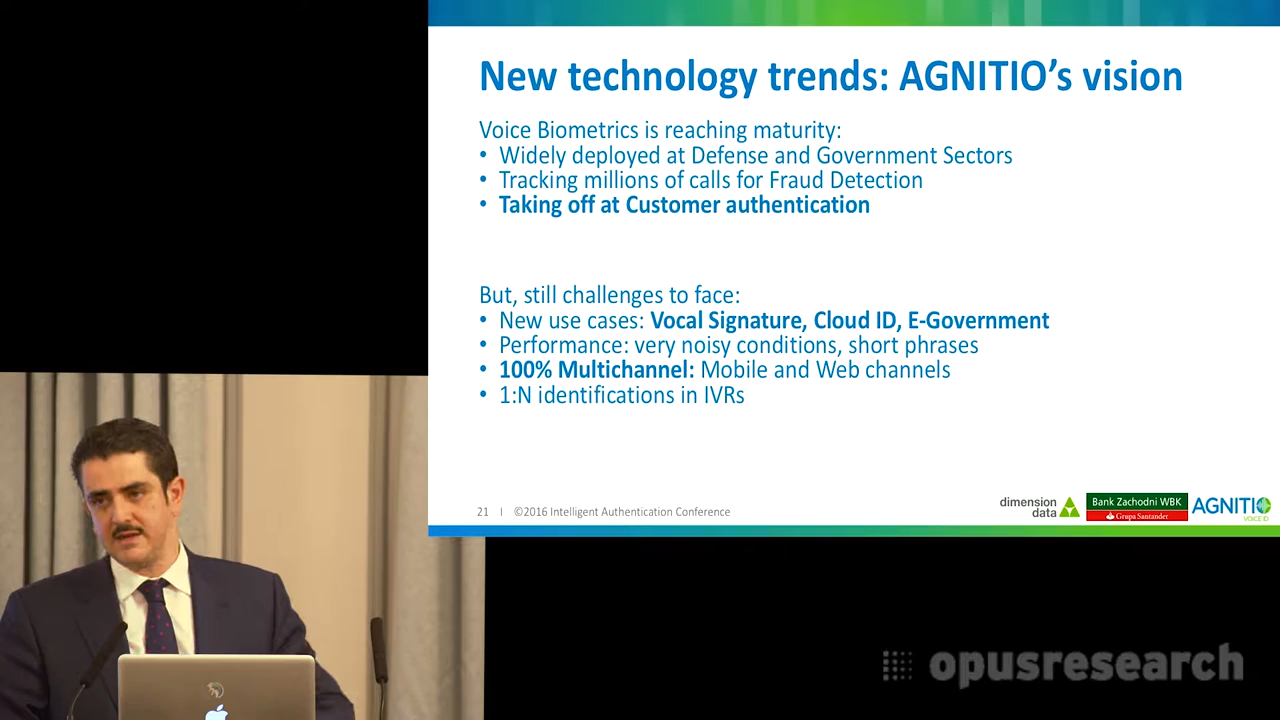 New technology trends: AGNITIO's vision
Voice Biometrics is reaching maturity:
• Widely deployed at Defense and Government Sectors
• Tracking millions of calls for Fraud Detection
• Taking off at Customer authentication
But, still challenges to face:
• New use cases: Vocal Signature, Cloud ID, E-Government
• Performance: very noisy conditions, short phrases
• 100% Multichannel: Mobile and Web channels
• 1:N identifications in IVRs
21 | ©2016 Intelligent Authentication Conference
dimension
data
Bank Zachodni WBK
Grupa Santander
AGNITIO
VOICE ID
opusresearch